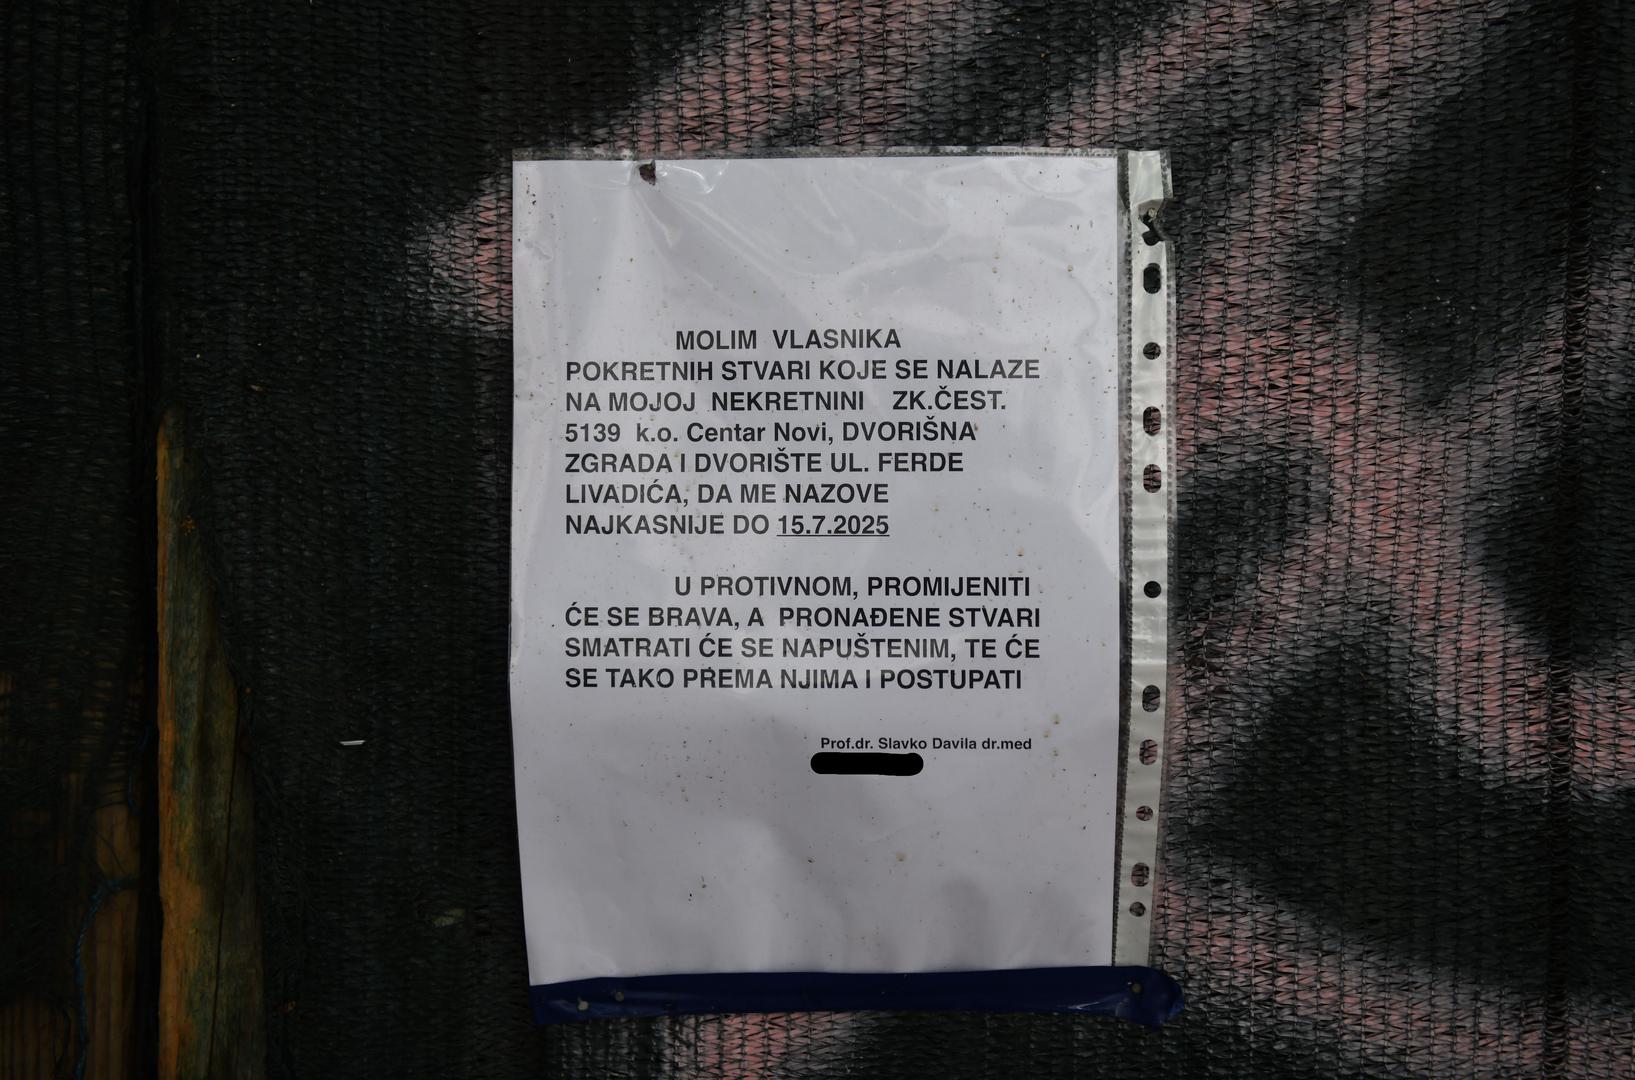 MOLIM VLASNIKA
POKRETNIH STVARI KOJE SE NALAZE
NA MOJOJ NEKRETNINI ZK.ČEST.
5139 k.o. Centar Novi, DVORIŠNA
ZGRADA I DVORIŠTE UL. FERDE
LIVADIĆA, DA ME NAZOVE
NAJKASNIJE DO 15.7.2025
U PROTIVNOM, PROMIJENITI
ĆE SE BRAVA, A PRONAĐENE STVARI
SMATRATI ĆE SE NAPUŠTENIM, TE ĆE
SE TAKO PREMA NJIMA I POSTUPATI
Prof.dr. Slavko Davila dr.med